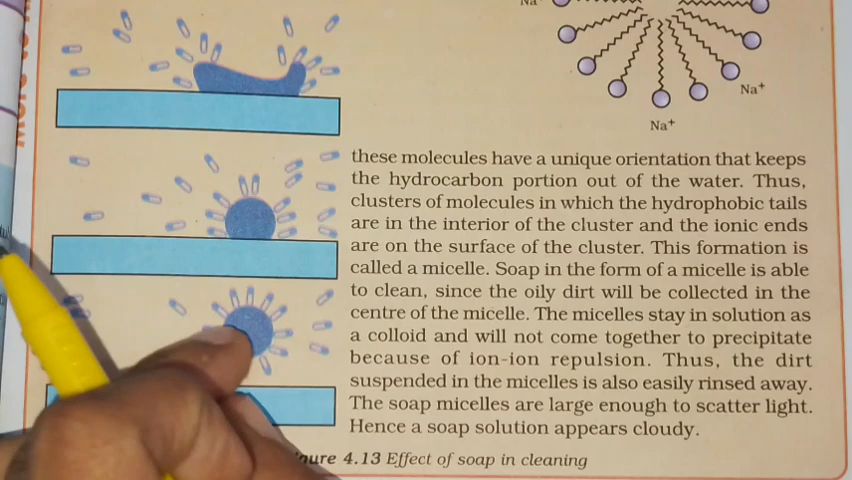 Na+
Na+
Na+
these molecules have a unique orientation that keeps
the hydrocarbon portion out of the water. Thus,
clusters of molecules in which the hydrophobic tails
are in the interior of the cluster and the ionic ends
are on the surface of the cluster. This formation is
called a micelle. Soap in the form of a micelle is able
to clean, since the oily dirt will be collected in the
centre of the micelle. The micelles stay in solution as
a colloid and will not come together to precipitate
because of ion-ion repulsion. Thus, the dirt
suspended in the micelles is also easily rinsed away.
The soap micelles are large enough to scatter light.
Hence a soap solution appears cloudy.
4.13 Effect of soap in cleaning